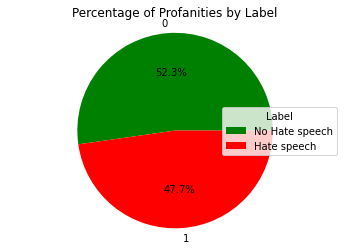 Percentage of Profanities by Label
0
52.3%
Label
No Hate speech
Hate speech
47.7%
1